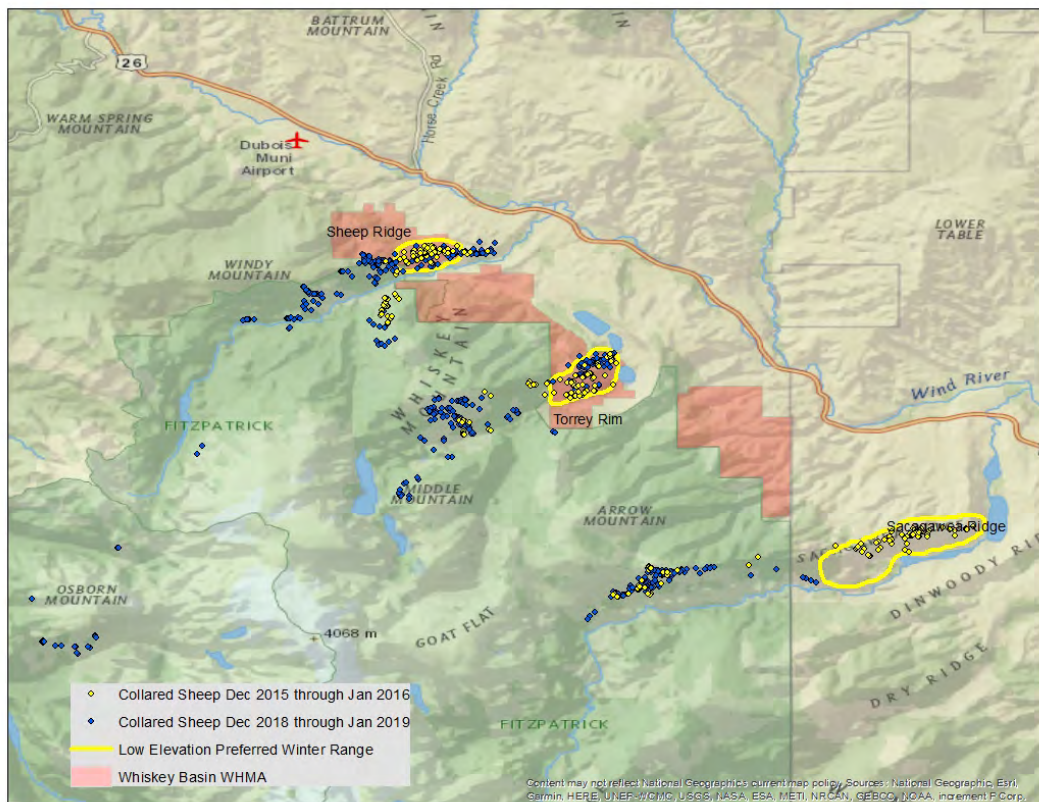 BATTRUM
MOUNTAIN
26
Horse Creek Rd
WARM SPRING
MOUNTAIN
Dubois
Muni
Airport
LOWER
TABLE
Sheep Ridge
WINDY
MOUNTAIN
WHISKEY
MOUNTAIN
Wind River
Torrey Rim
FITZPATRICK
MIDDLE
MOUNTAIN
ARROW
MOUNTAIN
Sacagawea Ridge
DINWOODY
OSBORN
MOUNTAIN
4068 m
GOAT FLAT
DRY RIDGE
FITZPATRICK
Collared Sheep Dec 2015 through Jan 2016
Collared Sheep Dec 2018 through Jan 2019
Low Elevation Preferred Winter Range
Whiskey Basin WHMA
Content may not reflect National Geographic's current map policy. Sources: National Geographic, Esri,
Garmin, HERE, UNEP-WCMC, USGS, NASA, ESA, METI, NRCAN, GEBCO, NOAA, increment P Corp.